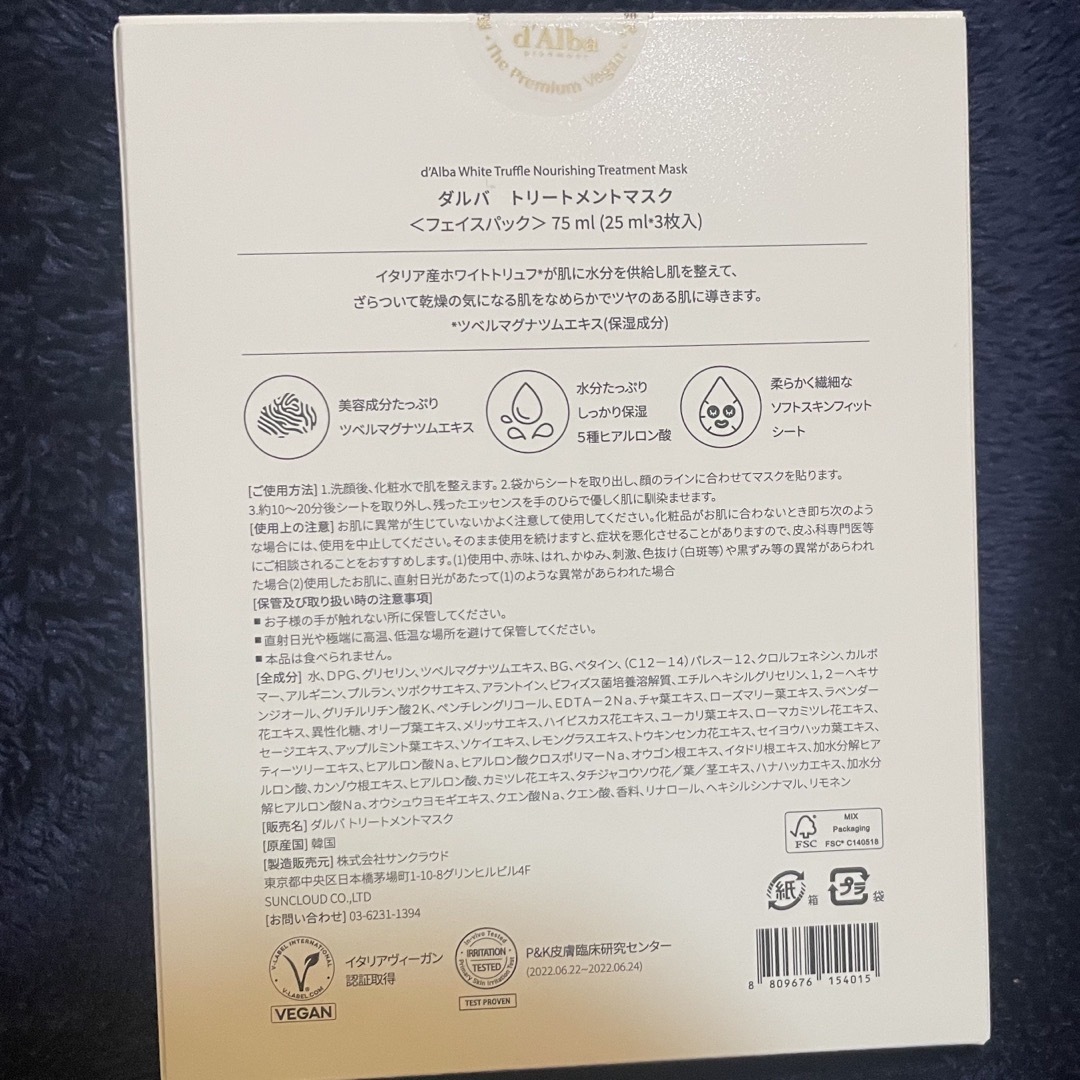 d'Alba
The Premium Vegan
d'Alba White Truffle Nourishing Treatment Mask
ダルバ　トリートメントマスク
＜フェイスパック＞ 75 ml (25 ml*3枚入)
イタリア産ホワイトトリュフ*が肌に水分を供給し肌を整えて、
ざらついて乾燥の気になる肌をなめらかでツヤのある肌に導きます。
*ツベルマグナツムエキス(保湿成分)
美容成分たっぷり
ツベルマグナツムエキス
水分たっぷり
しっかり保湿
5種ヒアルロン酸
柔らかく繊細な
ソフトスキンフィット
シート
[ご使用方法] 1.洗顔後、化粧水で肌を整えます。2.袋からシートを取り出し、顔のラインに合わせてマスクを貼ります。
3.約10～20分後シートを取り外し、残ったエッセンスを手のひらで優しく肌に馴染ませます。
[使用上の注意] お肌に異常が生じていないかよく注意して使用してください。化粧品がお肌に合わないとき即ち次のよう
な場合には、使用を中止してください。そのまま使用を続けますと、症状を悪化させることがありますので、皮ふ科専門医等
にご相談されることをおすすめします。(1)使用中、赤味、はれ、かゆみ、刺激、色抜け(白斑等)や黒ずみ等の異常があらわれ
た場合(2)使用したお肌に、直射日光があたって(1)のような異常があらわれた場合
[保管及び取り扱い時の注意事項]
■ お子様の手が触れない所に保管してください。
■ 直射日光や極端に高温、低温な場所を避けて保管してください。
■ 本品は食べられません。
[全成分] 水、DPG、グリセリン、ツベルマグナツムエキス、BG、ベタイン、(C12－14)パレス－12、クロルフェネシン、カルボ
マー、アルギニン、プルラン、ツボクサエキス、アラントイン、ビフィズス菌培養溶解質、エチルヘキシルグリセリン、1，2－ヘキサ
ンジオール、グリチルリチン酸2K、ペンチレングリコール、EDTA－2Na、チャ葉エキス、ローズマリー葉エキス、ラベンダー
花エキス、異性化糖、オリーブ葉エキス、メリッサエキス、ハイビスカス花エキス、ユーカリ葉エキス、ローマカミツレ花エキス、
セージエキス、アップルミント葉エキス、ソケイエキス、レモングラスエキス、トウキンセンカ花エキス、セイヨウハッカ葉エキス、
ティーツリーエキス、ヒアルロン酸Na、ヒアルロン酸クロスポリマーNa、オウゴン根エキス、イタドリ根エキス、加水分解ヒア
ルロン酸、カンゾウ根エキス、ヒアルロン酸、カミツレ花エキス、タチジャコウソウ花／葉／茎エキス、ハナハッカエキス、加水分
解ヒアルロン酸Na、オウシュウヨモギエキス、クエン酸Na、クエン酸、香料、リナロール、ヘキシルシンナマル、リモネン
[販売名] ダルバ トリートメントマスク
[原産国] 韓国
[製造販売元] 株式会社サンクラウド
東京都中央区日本橋茅場町1-10-8グリンヒルビル4F
SUNCLOUD CO.,LTD
[お問い合わせ] 03-6231-1394
FSC
MIX
Packaging
FSC® C140518
紙 箱
プラ 袋
V-LABEL INTERNATIONAL
V-LABEL.COM
VEGAN
イタリアヴィーガン
認証取得
In-vivo Tested
IRRITATION
TESTED
Primary Skin Irritation Test
TEST PROVEN
P&K皮膚臨床研究センター
(2022.06.22~2022.06.24)
8 809676 154015